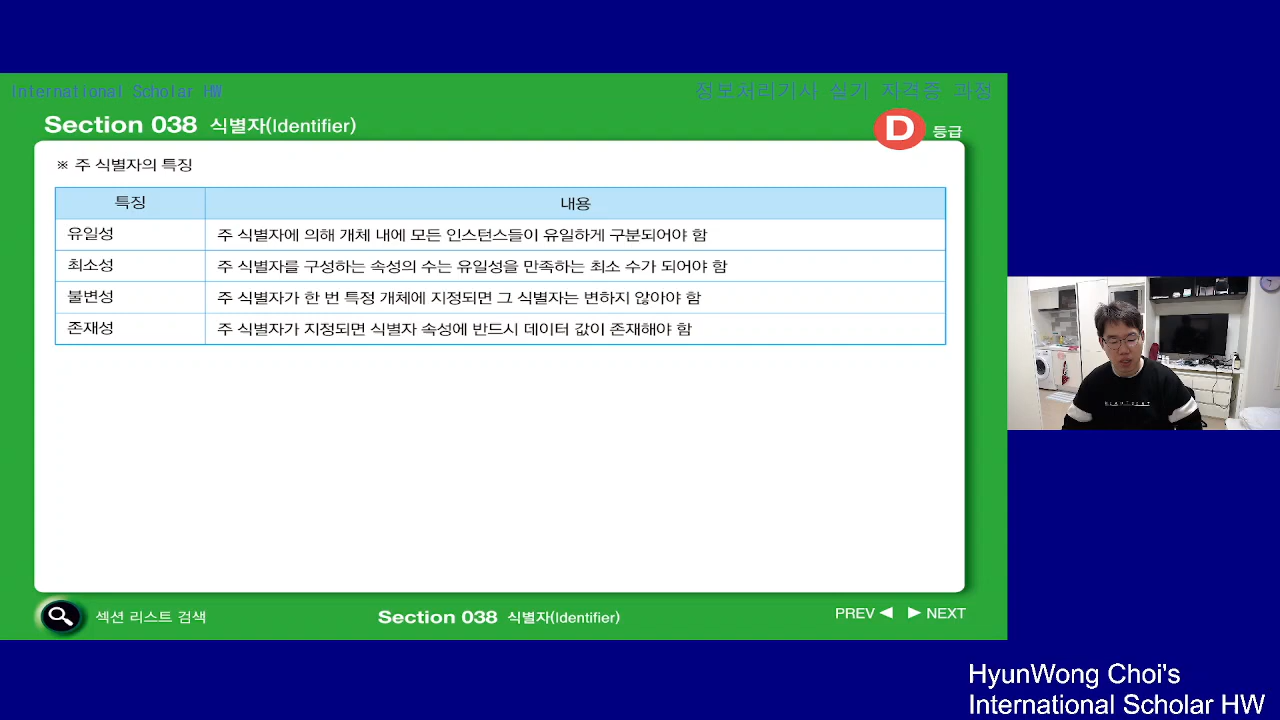 International Scholar HW
정보처리기사 실기 자격증 과정
Section 038 식별자(Identifier)
D 등급
※ 주 식별자의 특징
특징 내용
유일성 주 식별자에 의해 개체 내에 모든 인스턴스들이 유일하게 구분되어야 함
최소성 주 식별자를 구성하는 속성의 수는 유일성을 만족하는 최소 수가 되어야 함
불변성 주 식별자가 한 번 특정 개체에 지정되면 그 식별자는 변하지 않아야 함
존재성 주 식별자가 지정되면 식별자 속성에 반드시 데이터 값이 존재해야 함
섹션 리스트 검색
Section 038 식별자(Identifier)
PREV ◀ ▶ NEXT
HyunWong Choi's
International Scholar HW